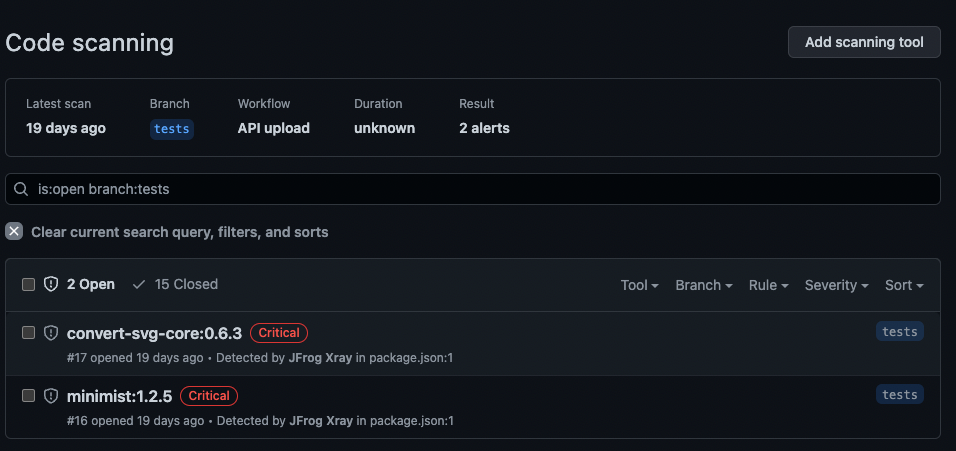 Code scanning
Add scanning tool
Latest scan Branch Workflow Duration Result
19 days ago tests API upload unknown 2 alerts
is:open branch:tests
Clear current search query, filters, and sorts
2 Open 15 Closed Tool Branch Rule Severity Sort
convert-svg-core:0.6.3 Critical tests
#17 opened 19 days ago • Detected by JFrog Xray in package.json:1
minimist:1.2.5 Critical tests
#16 opened 19 days ago • Detected by JFrog Xray in package.json:1